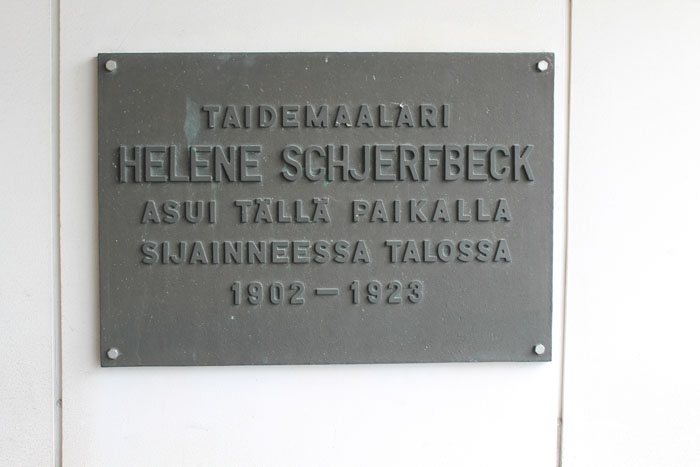 TAIDEMAALARI
HELENE SCHJERFBECK
ASUI TÄLLÄ PAIKALLA
SIJAINNEESSA TALOSSA
1902 – 1923